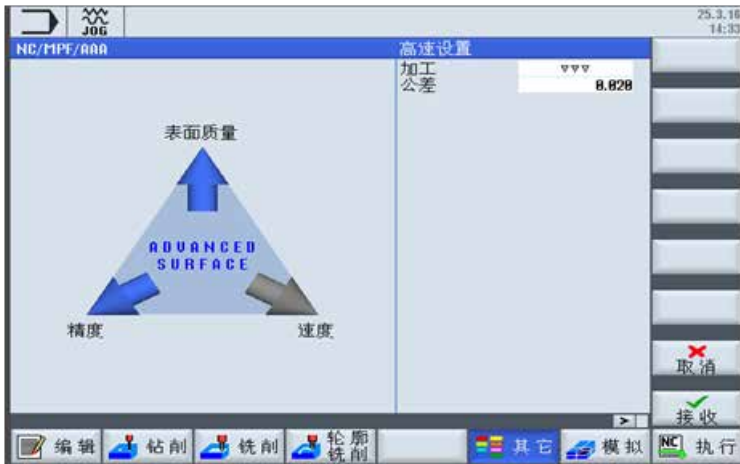 JOG
25.3.16
14:33
NC/MPF/AAA
高速设置
加工 ▿▿▿
公差 0.020
表面质量
ADVANCED
SURFACE
精度
速度
取消
接收
>
编辑
钻削
铣削
轮廓
铣削
其它
模拟
NC 执行